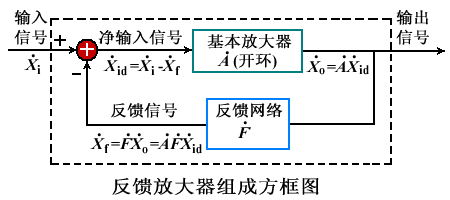 输入
信号
Ẋi
+
−
净输入信号
Ẋid=Ẋi-Ẋf
基本放大器
Ȧ (开环)
输出
信号
Ẋo=ȦẊid
反馈信号
Ẋf=ḞẊo=ȦḞẊid
反馈网络
Ḟ
反馈放大器组成方框图